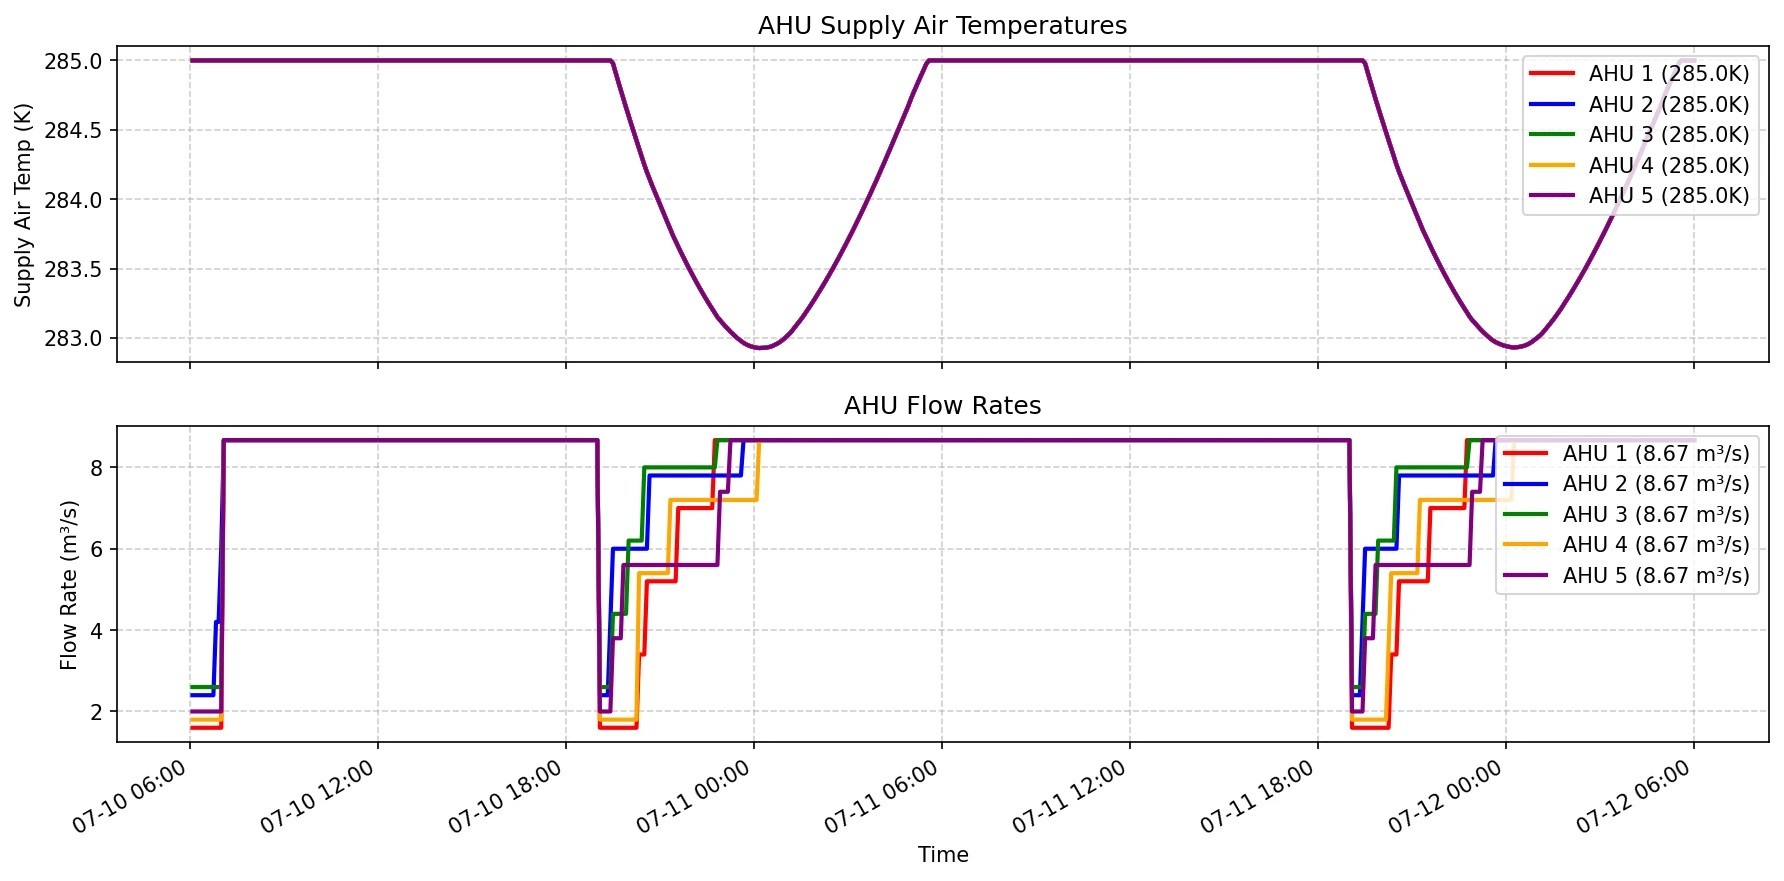 AHU Supply Air Temperatures
Supply Air Temp (K)
285.0
284.5
284.0
283.5
283.0
AHU 1 (285.0K)
AHU 2 (285.0K)
AHU 3 (285.0K)
AHU 4 (285.0K)
AHU 5 (285.0K)
AHU Flow Rates
Flow Rate (m³/s)
8
6
4
2
AHU 1 (8.67 m³/s)
AHU 2 (8.67 m³/s)
AHU 3 (8.67 m³/s)
AHU 4 (8.67 m³/s)
AHU 5 (8.67 m³/s)
07-10 06:00
07-10 12:00
07-10 18:00
07-11 00:00
07-11 06:00
07-11 12:00
07-11 18:00
07-12 00:00
07-12 06:00
Time